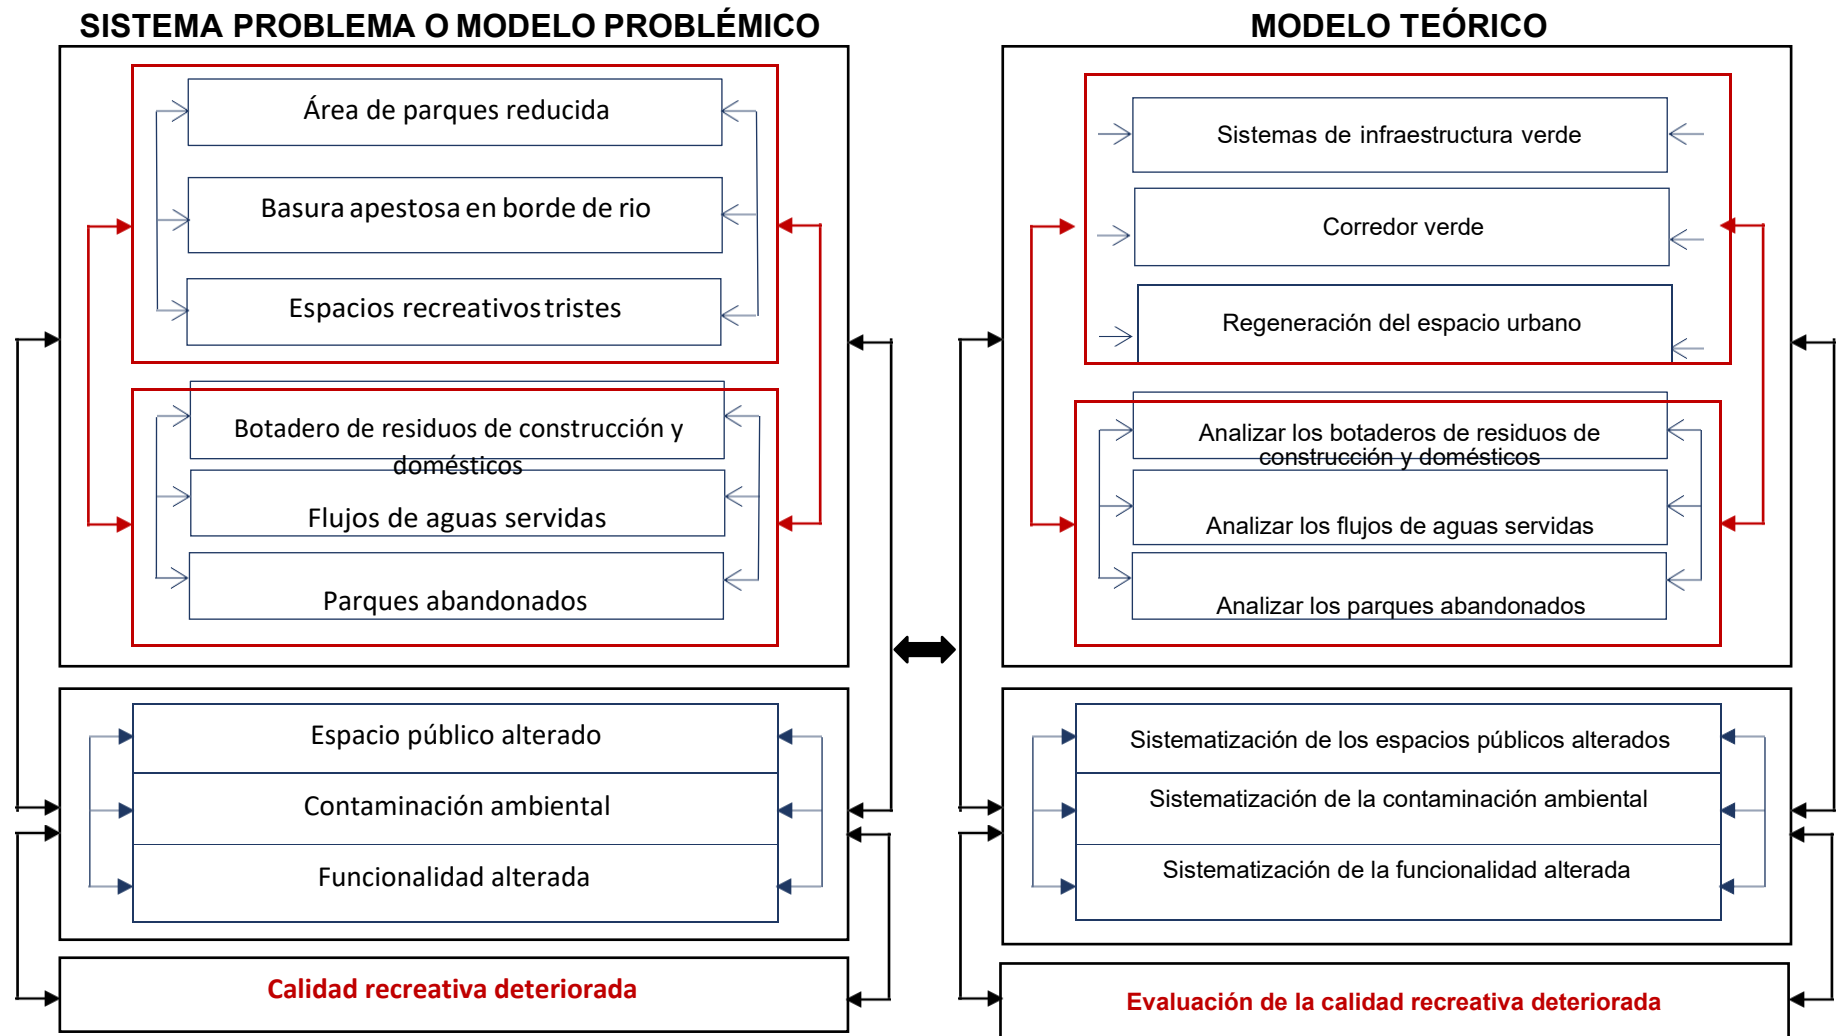 SISTEMA PROBLEMA O MODELO PROBLÉMICO
Área de parques reducida
Basura apestosa en borde de rio
Espacios recreativos tristes
Botadero de residuos de construcción y
domésticos
Flujos de aguas servidas
Parques abandonados
Espacio público alterado
Contaminación ambiental
Funcionalidad alterada
Calidad recreativa deteriorada
MODELO TEÓRICO
Sistemas de infraestructura verde
Corredor verde
Regeneración del espacio urbano
Analizar los botaderos de residuos de
construcción y domésticos
Analizar los flujos de aguas servidas
Analizar los parques abandonados
Sistematización de los espacios públicos alterados
Sistematización de la contaminación ambiental
Sistematización de la funcionalidad alterada
Evaluación de la calidad recreativa deteriorada